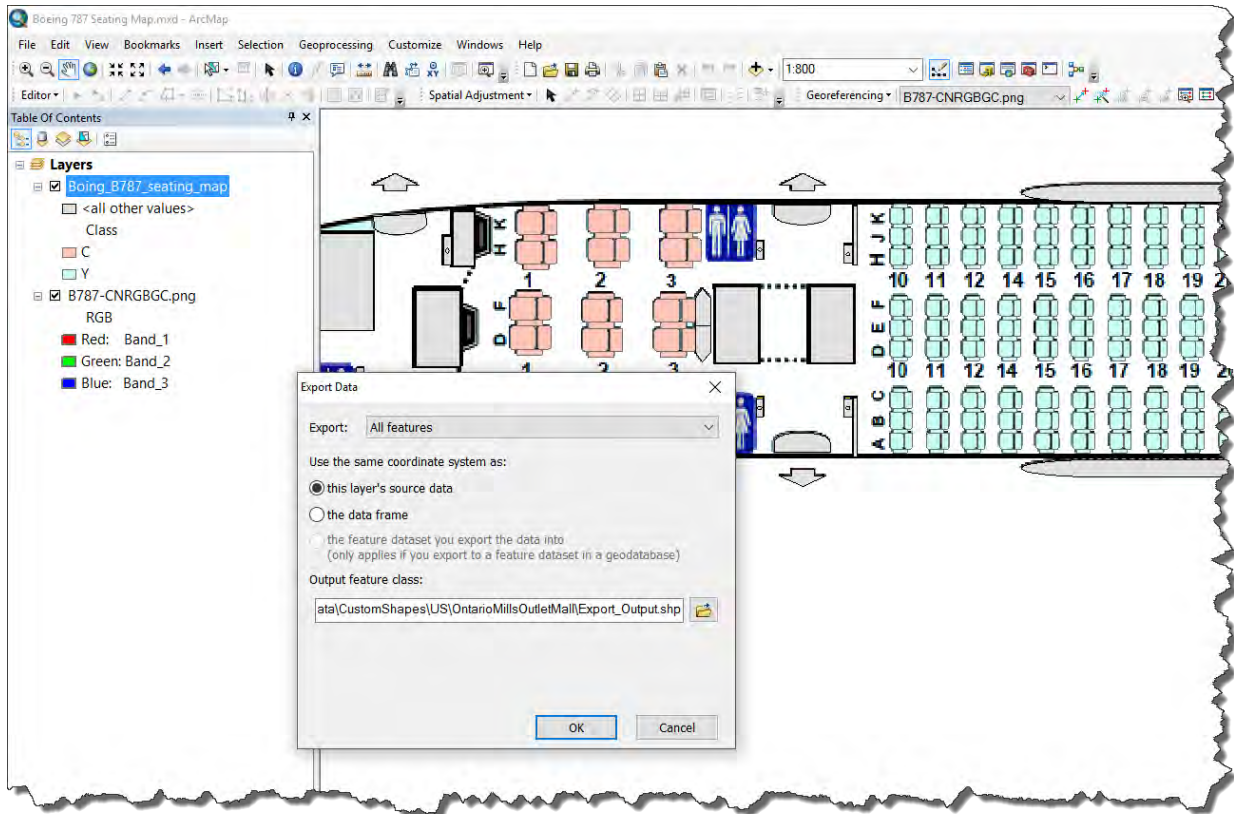 Boeing 787 Seating Map.mxd - ArcMap
File Edit View Bookmarks Insert Selection Geoprocessing Customize Windows Help
1:800
Editor Spatial Adjustment Georeferencing B787-CNRGBGC.png
Table Of Contents
Layers
Boing_B787_seating_map
<all other values>
Class
C
Y
B787-CNRGBGC.png
RGB
Red: Band_1
Green: Band_2
Blue: Band_3
H K
1 2 3
D F
1 2 3
H J K
10 11 12 14 15 16 17 18 19 2
D E F
10 11 12 14 15 16 17 18 19
A B C
Export Data
Export: All features
Use the same coordinate system as:
this layer's source data
the data frame
the feature dataset you export the data into
(only applies if you export to a feature dataset in a geodatabase)
Output feature class:
ata\CustomShapes\US\OntarioMillsOutletMall\Export_Output.shp
OK Cancel